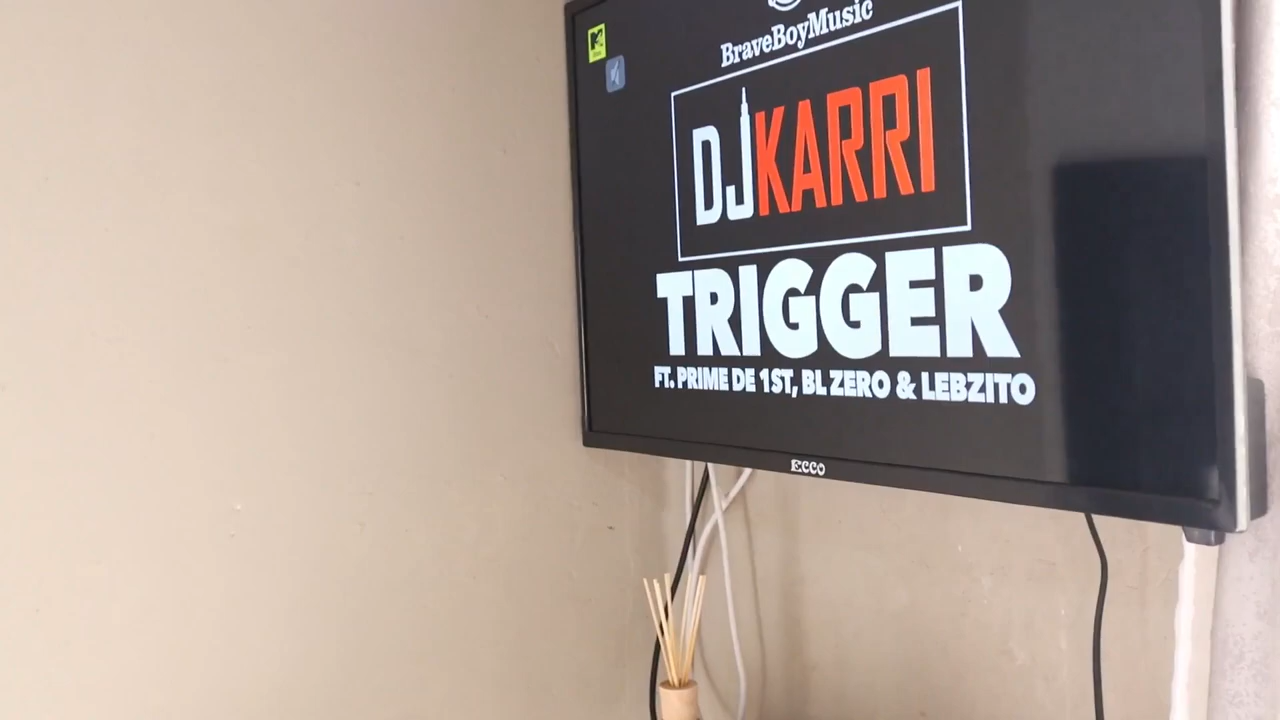 BraveBoyMusic
DJKARRI
TRIGGER
FT. PRIME DE 1ST, BL ZERO & LEBZITO
ECCO